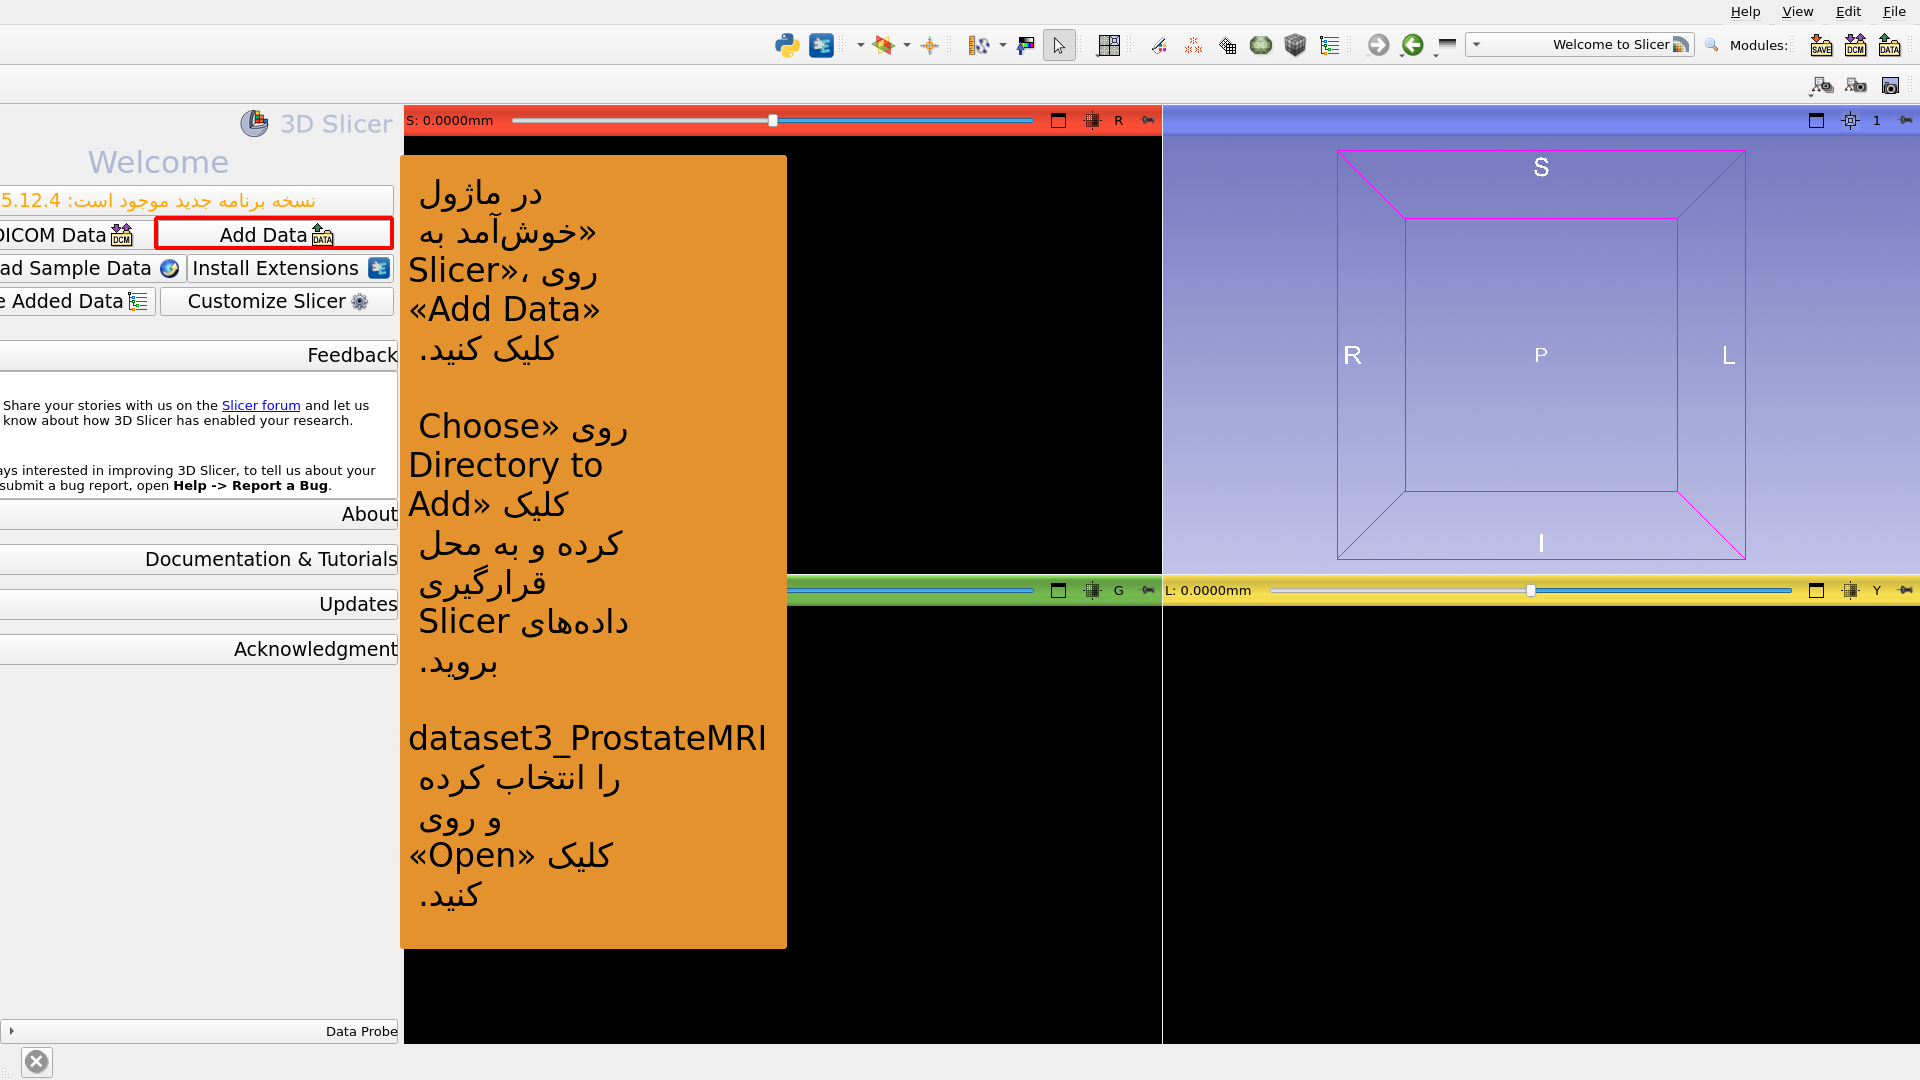 Help View Edit File
Welcome to Slicer Modules: SAVE DCM DATA
3D Slicer
Welcome
نسخه برنامه جدید موجود است: 5.12.4
DICOM Data DCM Add Data DATA
ad Sample Data Install Extensions
e Added Data Customize Slicer
Feedback
Share your stories with us on the Slicer forum and let us
know about how 3D Slicer has enabled your research.
ays interested in improving 3D Slicer, to tell us about your
submit a bug report, open Help -> Report a Bug.
About
Documentation & Tutorials
Updates
Acknowledgment
Data Probe
S: 0.0000mm R
در ماژول
«خوش‌آمد به
Slicer»، روی
«Add Data»
کلیک کنید.
روی «Choose
Directory to
Add» کلیک
کرده و به محل
قرارگیری
داده‌های Slicer
بروید.
dataset3_ProstateMRI
را انتخاب کرده
و روی
«Open» کلیک
کنید.
1
S
R P L
I
G
L: 0.0000mm Y